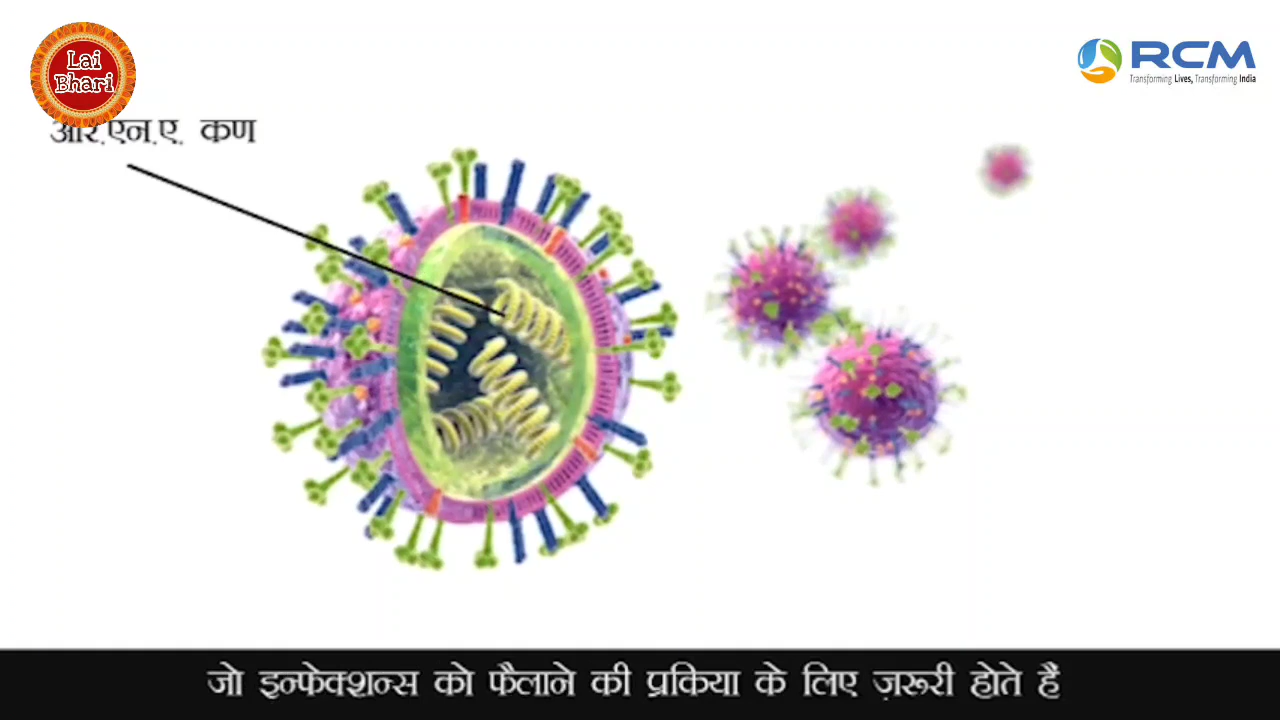 Lai
Bhari
RCM
Transforming Lives, Transforming India
आर.एन.ए. कण
जो इन्फेक्शन्स को फैलाने की प्रकिया के लिए ज़रूरी होते हैं